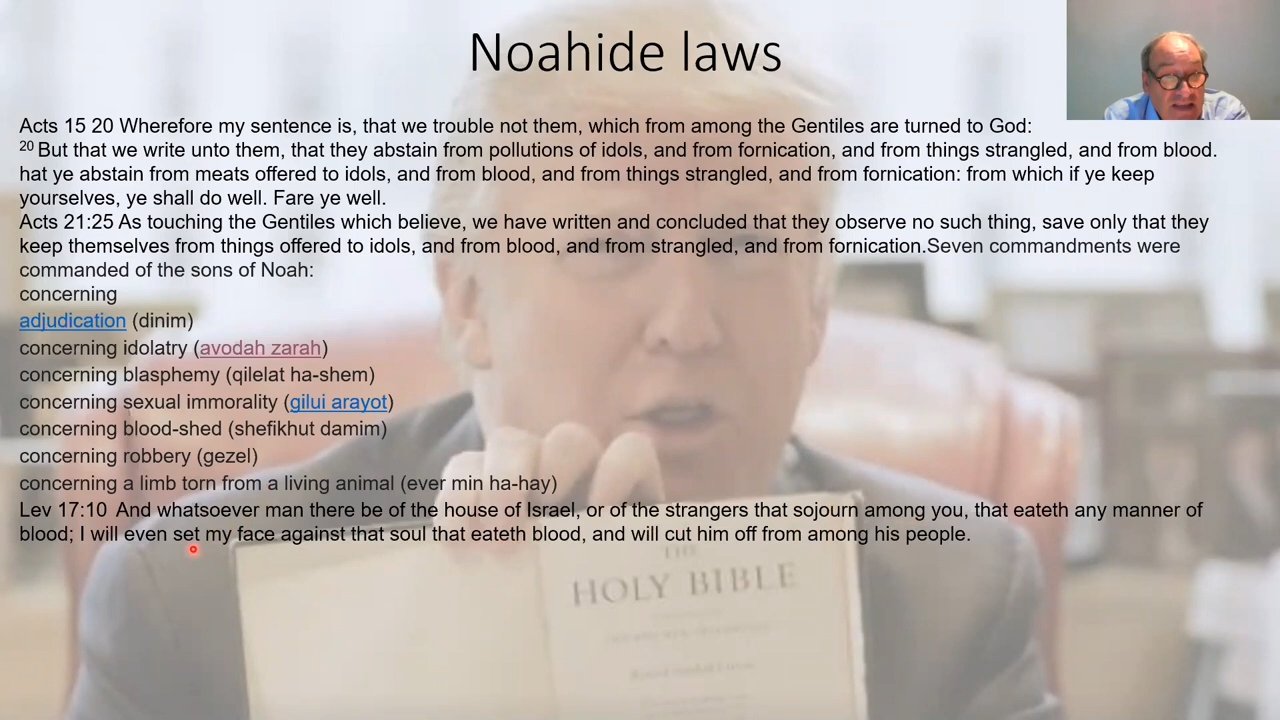 Noahide laws
Acts 15 20 Wherefore my sentence is, that we trouble not them, which from among the Gentiles are turned to God:
20 But that we write unto them, that they abstain from pollutions of idols, and from fornication, and from things strangled, and from blood.
hat ye abstain from meats offered to idols, and from blood, and from things strangled, and from fornication: from which if ye keep
yourselves, ye shall do well. Fare ye well.
Acts 21:25 As touching the Gentiles which believe, we have written and concluded that they observe no such thing, save only that they
keep themselves from things offered to idols, and from blood, and from strangled, and from fornication.Seven commandments were
commanded of the sons of Noah:
concerning
adjudication (dinim)
concerning idolatry (avodah zarah)
concerning blasphemy (qilelat ha-shem)
concerning sexual immorality (gilui arayot)
concerning blood-shed (shefikhut damim)
concerning robbery (gezel)
concerning a limb torn from a living animal (ever min ha-hay)
Lev 17:10 And whatsoever man there be of the house of Israel, or of the strangers that sojourn among you, that eateth any manner of
blood; I will even set my face against that soul that eateth blood, and will cut him off from among his people.
THE
HOLY BIBLE